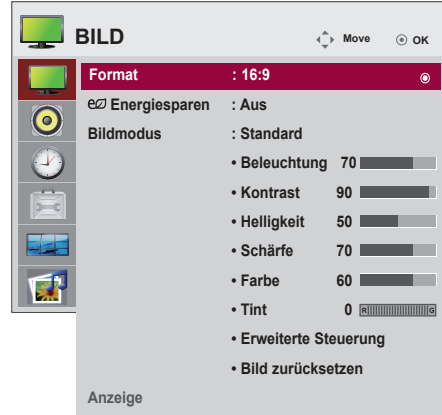 BILD
Move OK
Format : 16:9
Energiesparen : Aus
Bildmodus : Standard
• Beleuchtung 70
• Kontrast 90
• Helligkeit 50
• Schärfe 70
• Farbe 60
• Tint 0 R G
• Erweiterte Steuerung
• Bild zurücksetzen
Anzeige